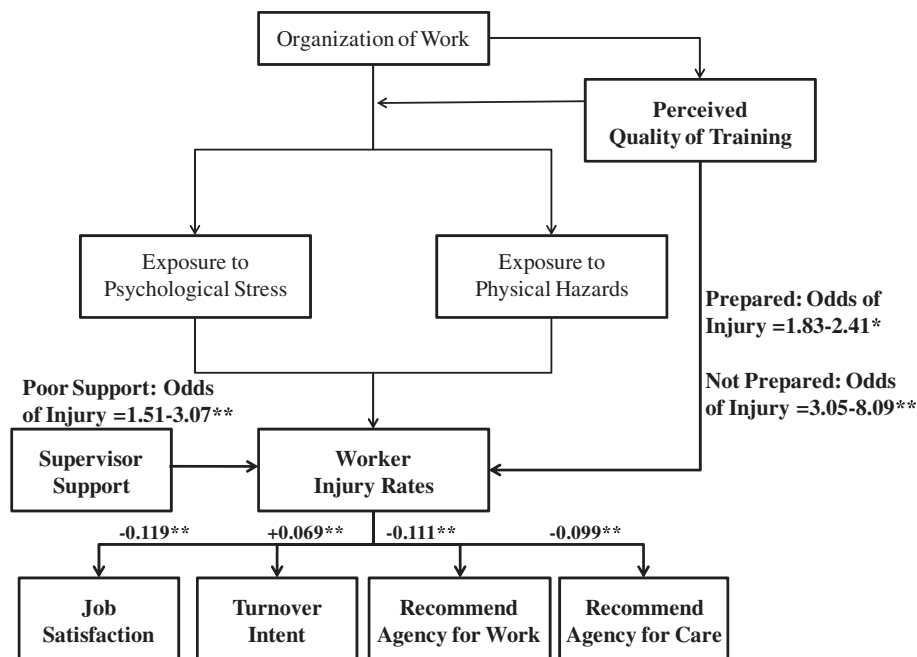 Organization of Work
Perceived
Quality of Training
Exposure to
Psychological Stress
Exposure to
Physical Hazards
Prepared: Odds of
Injury =1.83-2.41*
Not Prepared: Odds
of Injury =3.05-8.09**
Poor Support: Odds
of Injury =1.51-3.07**
Supervisor
Support
Worker
Injury Rates
-0.119**
+0.069**
-0.111**
-0.099**
Job
Satisfaction
Turnover
Intent
Recommend
Agency for Work
Recommend
Agency for Care